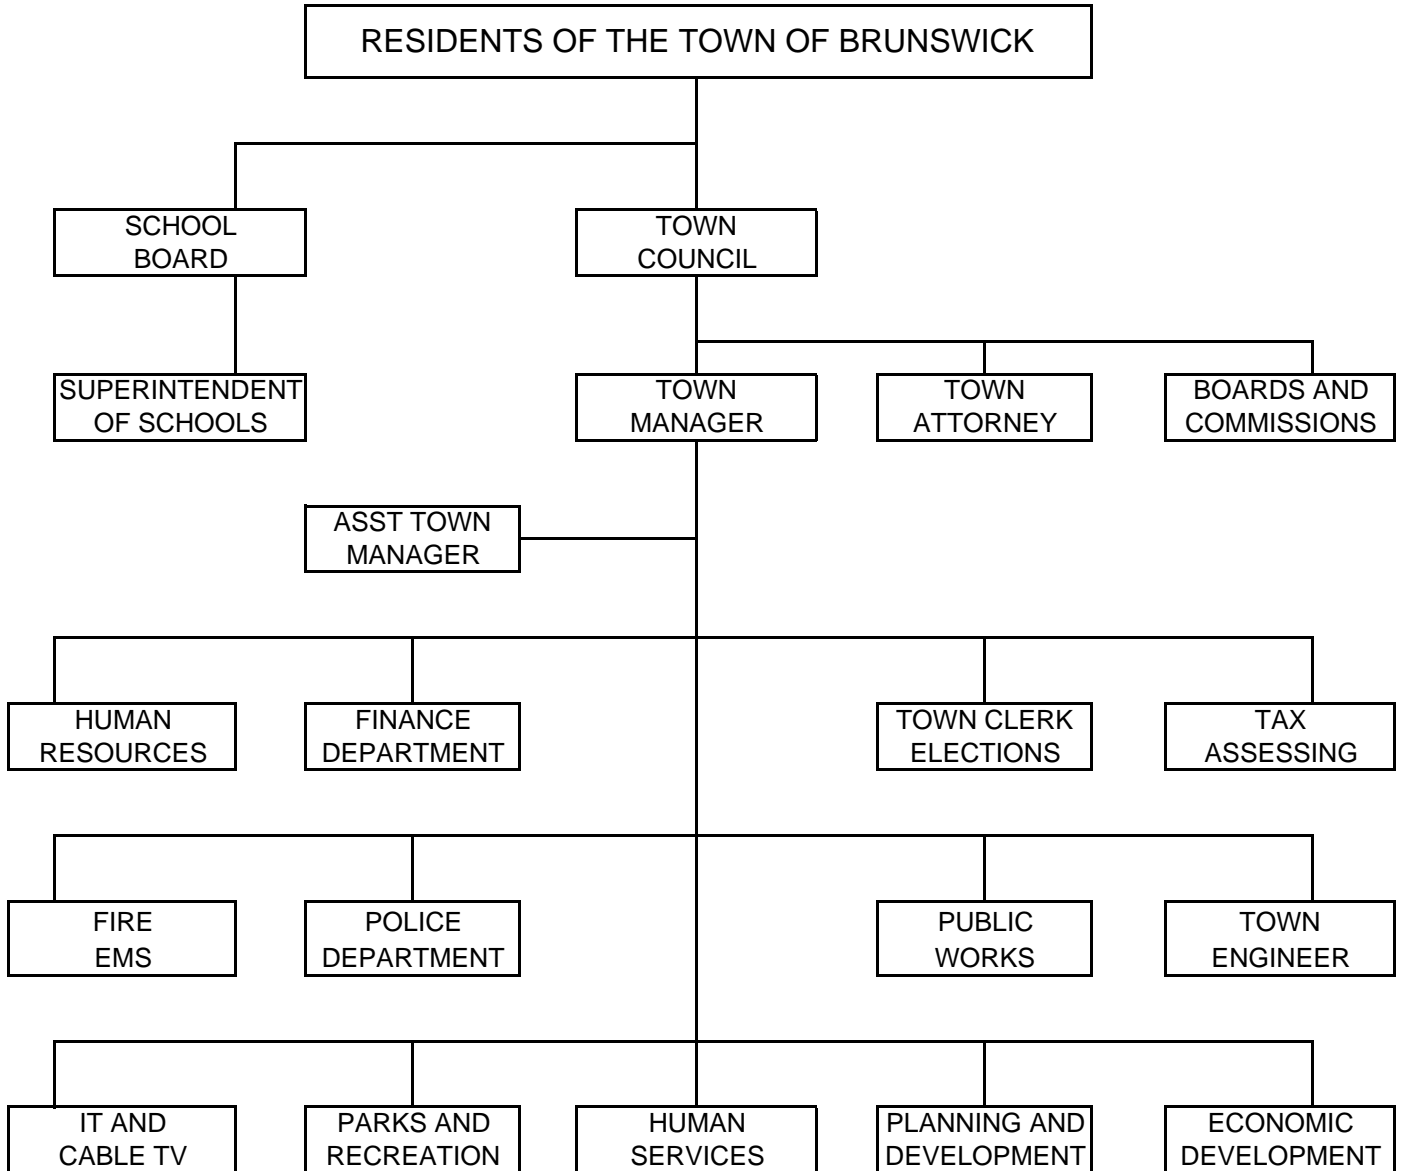 RESIDENTS OF THE TOWN OF BRUNSWICK
SCHOOL
BOARD
TOWN
COUNCIL
SUPERINTENDENT
OF SCHOOLS
TOWN
MANAGER
TOWN
ATTORNEY
BOARDS AND
COMMISSIONS
ASST TOWN
MANAGER
HUMAN
RESOURCES
FINANCE
DEPARTMENT
TOWN CLERK
ELECTIONS
TAX
ASSESSING
FIRE
EMS
POLICE
DEPARTMENT
PUBLIC
WORKS
TOWN
ENGINEER
IT AND
CABLE TV
PARKS AND
RECREATION
HUMAN
SERVICES
PLANNING AND
DEVELOPMENT
ECONOMIC
DEVELOPMENT